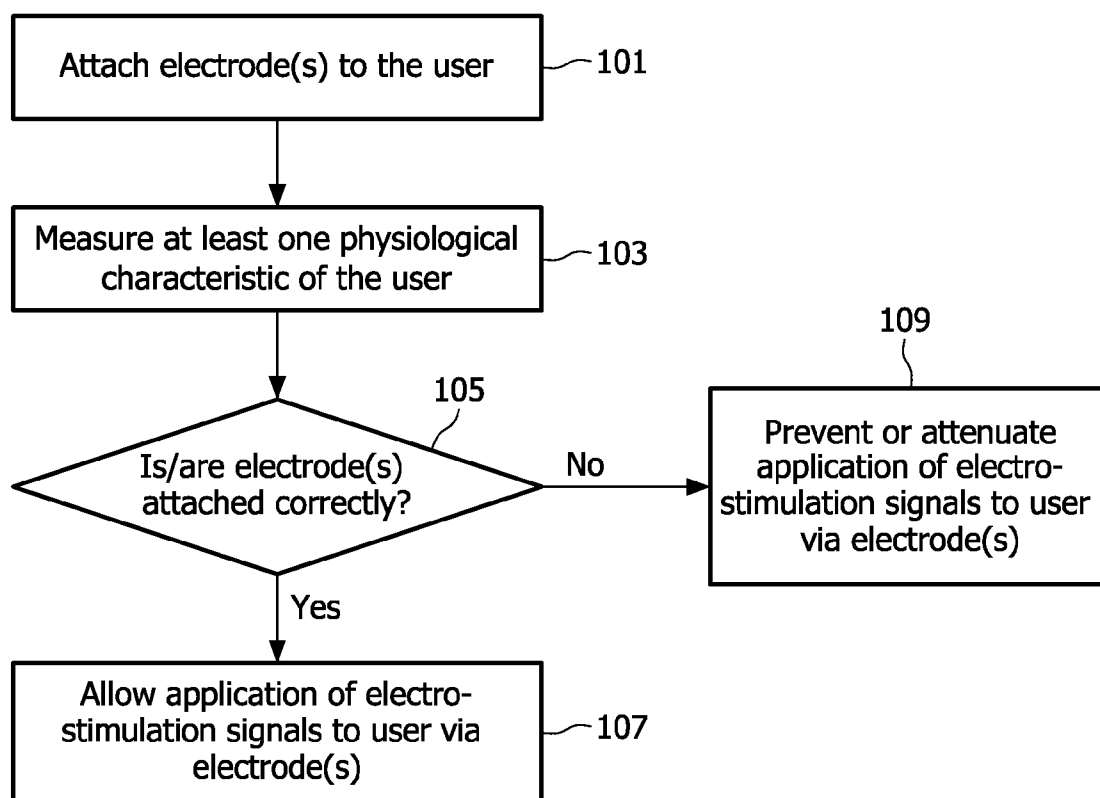 Attach electrode(s) to the user
101
Measure at least one physiological
characteristic of the user
103
109
105
Is/are electrode(s)
attached correctly?
No
Prevent or attenuate
application of electro-
stimulation signals to user
via electrode(s)
Yes
Allow application of electro-
stimulation signals to user via
electrode(s)
107